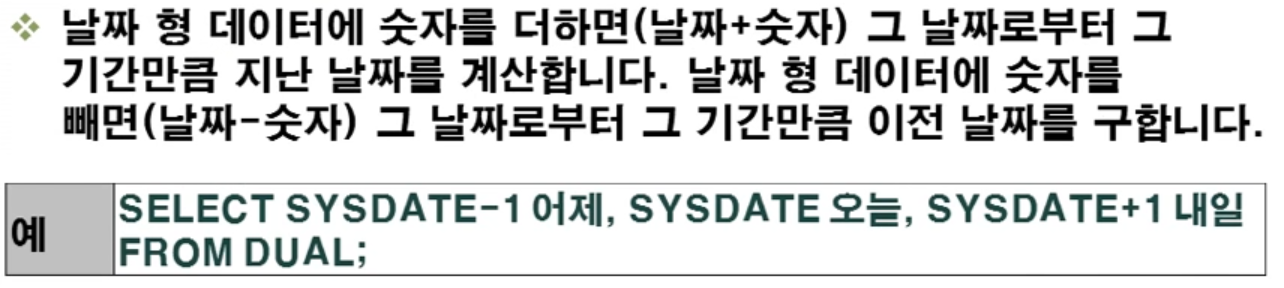 ❖ 날짜 형 데이터에 숫자를 더하면(날짜+숫자) 그 날짜로부터 그
기간만큼 지난 날짜를 계산합니다. 날짜 형 데이터에 숫자를
빼면(날짜-숫자) 그 날짜로부터 그 기간만큼 이전 날짜를 구합니다.
예
SELECT SYSDATE-1 어제, SYSDATE 오늘, SYSDATE+1 내일
FROM DUAL;